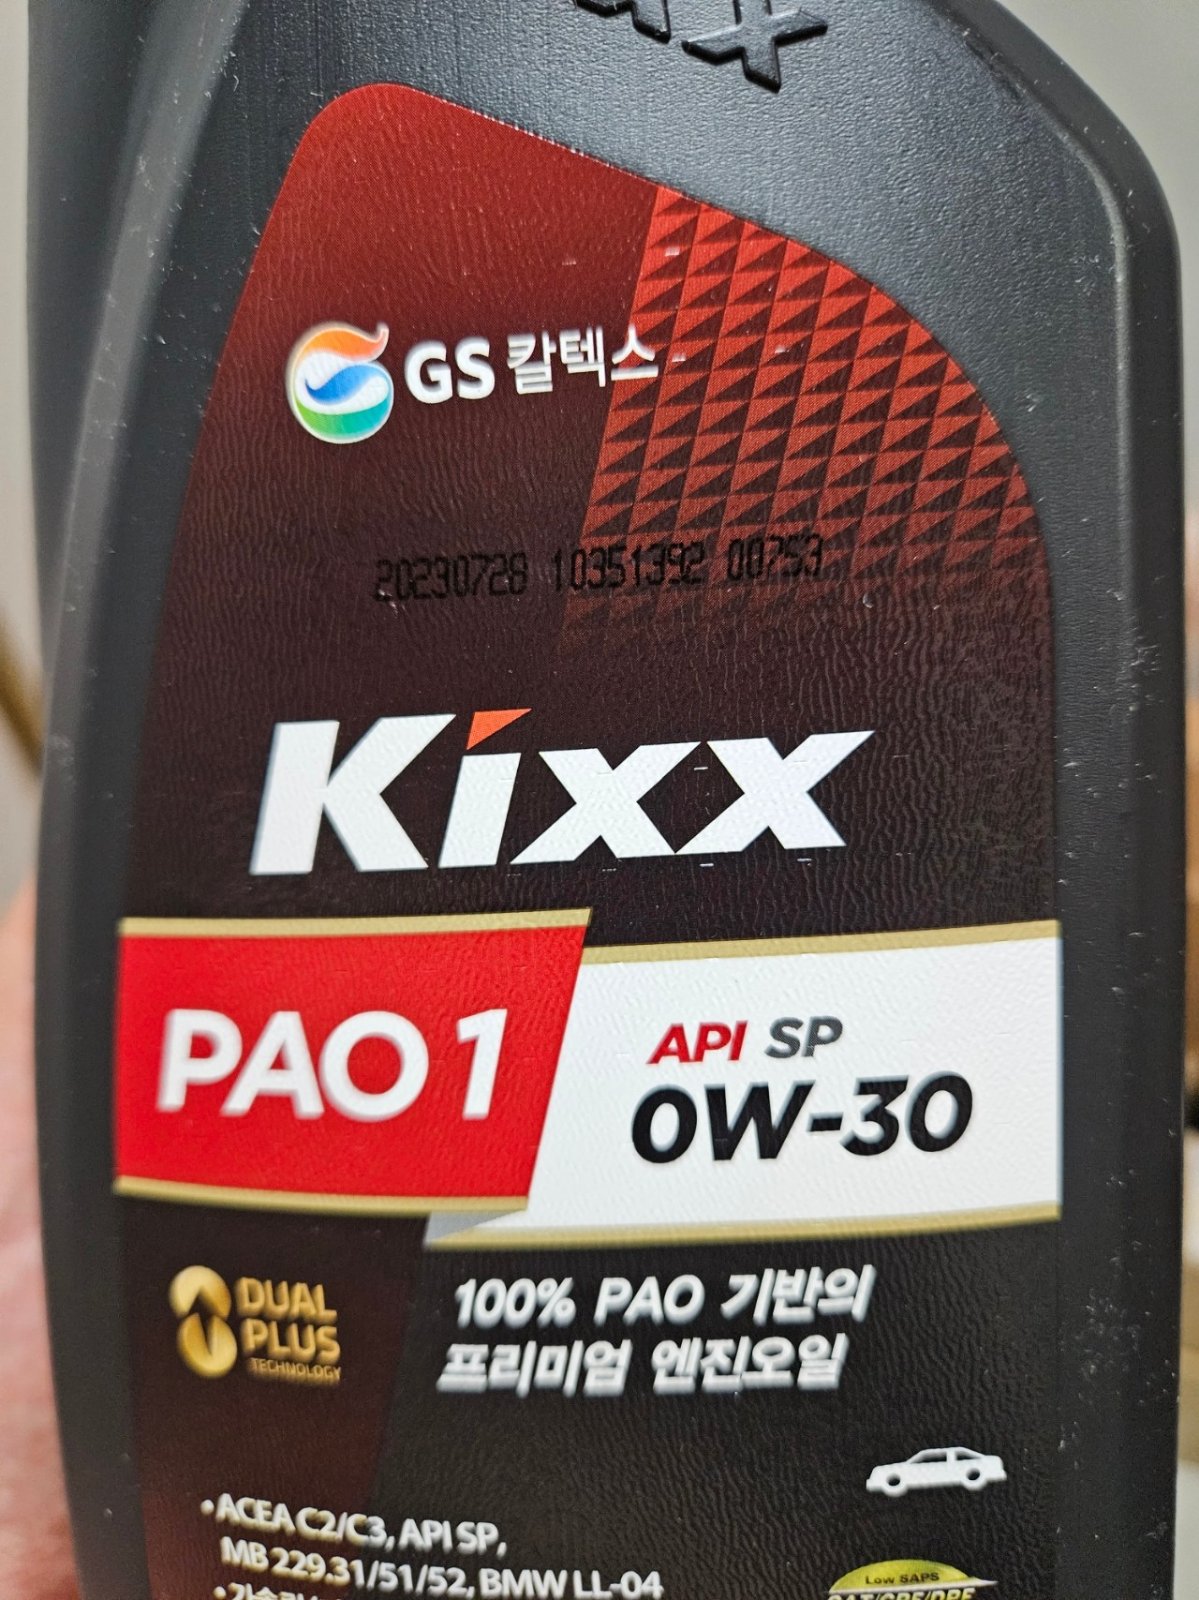 GS 칼텍스
20230728 10351392 00753
Kixx
PAO 1
API SP
0W-30
DUAL
PLUS
TECHNOLOGY
100% PAO 기반의
프리미엄 엔진오일
• ACEA C2/C3, API SP,
MB 229.31/51/52, BMW LL-04
Low SAPS